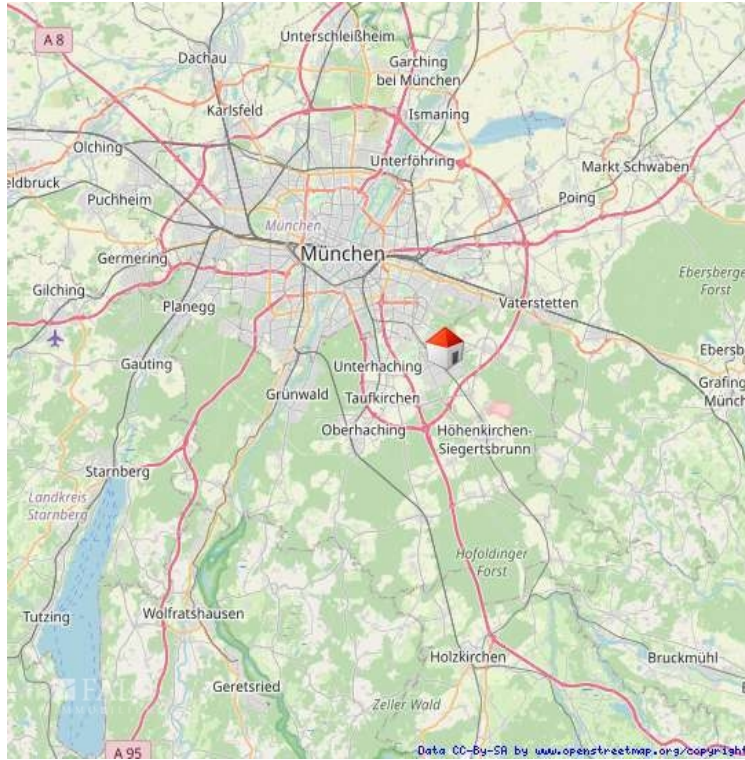 A 8
Unterschleißheim
Dachau
Garching
bei München
Karlsfeld
Ismaning
Olching
Unterföhring
Markt Schwaben
Puchheim
Poing
München
München
Germering
Ebersberger
Forst
Gilching
Planegg
Vaterstetten
Gauting
Unterhaching
Grünwald
Taufkirchen
Oberhaching
Höhenkirchen-
Siegertsbrunn
Starnberg
Landkreis
Starnberg
Hofoldinger
Forst
Tutzing
Wolfratshausen
Holzkirchen
Bruckmühl
Geretsried
Zeller Wald
A 95
Data CC-By-SA by www.openstreetmap.org/copyright